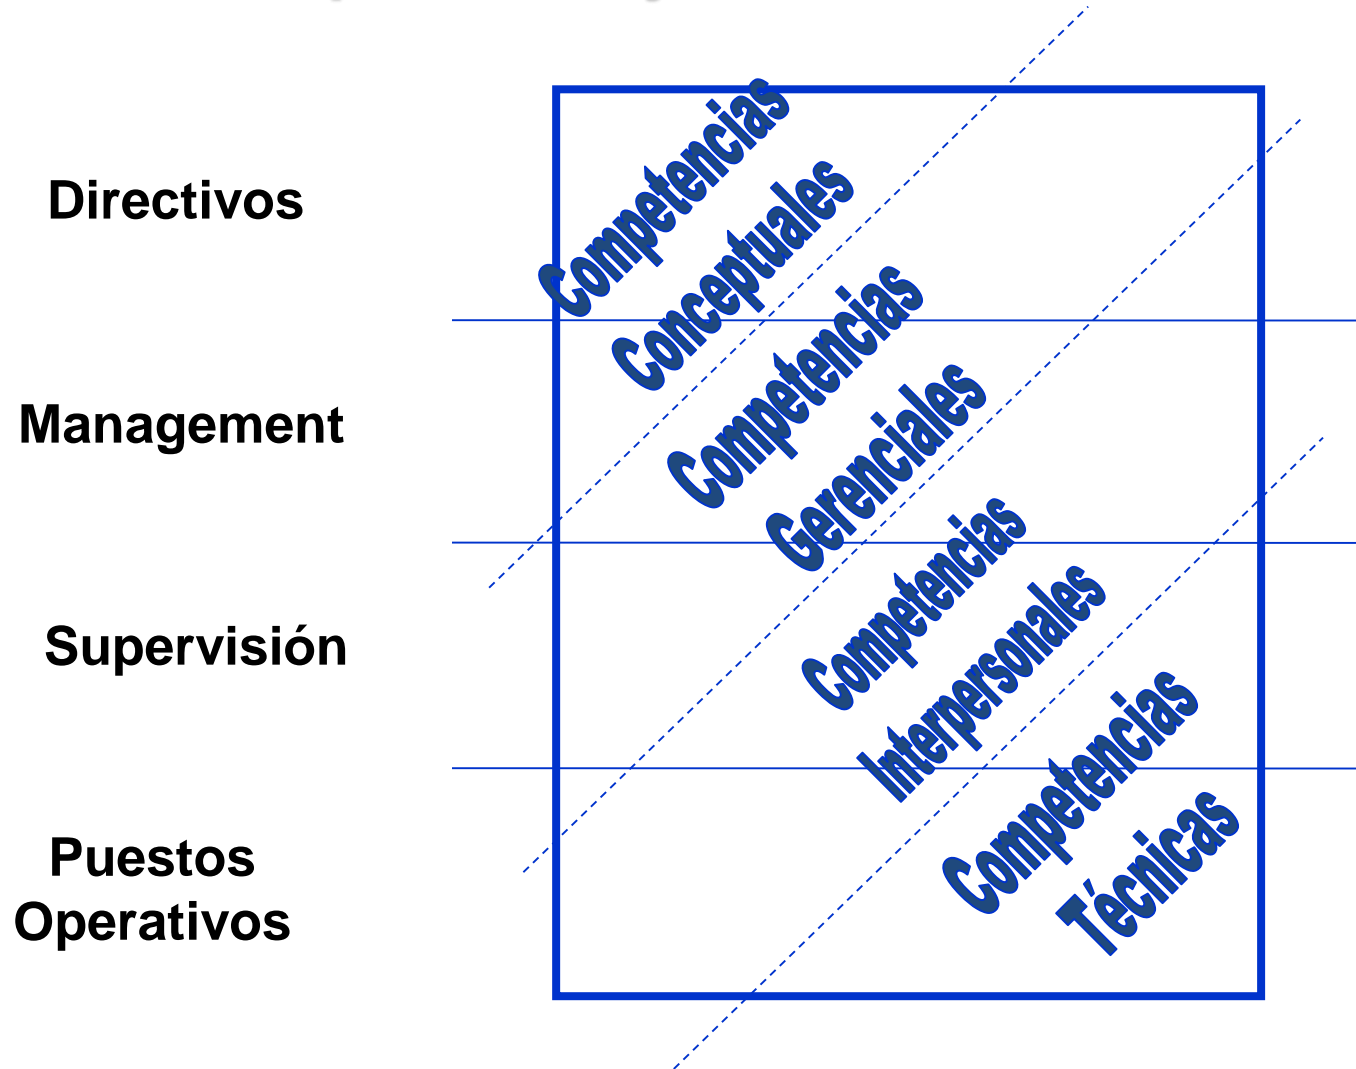 Directivos
Management
Supervisión
Puestos
Operativos
Competencias
Conceptuales
Competencias
Gerenciales
Competencias
Interpersonales
Competencias
Técnicas